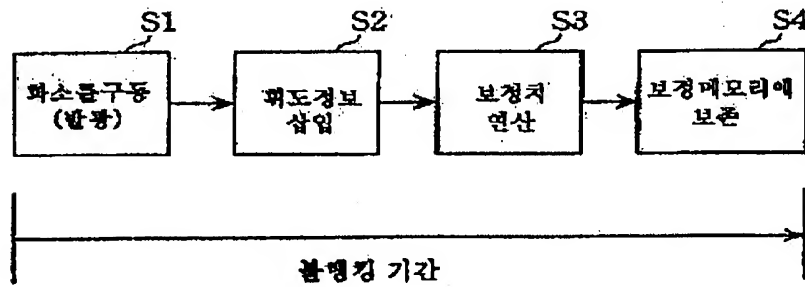 S1
S2
S3
S4
화소를구동
(발광)
휘도정보
삽입
보정치
연산
보정메모리에
보존
블랭킹 기간